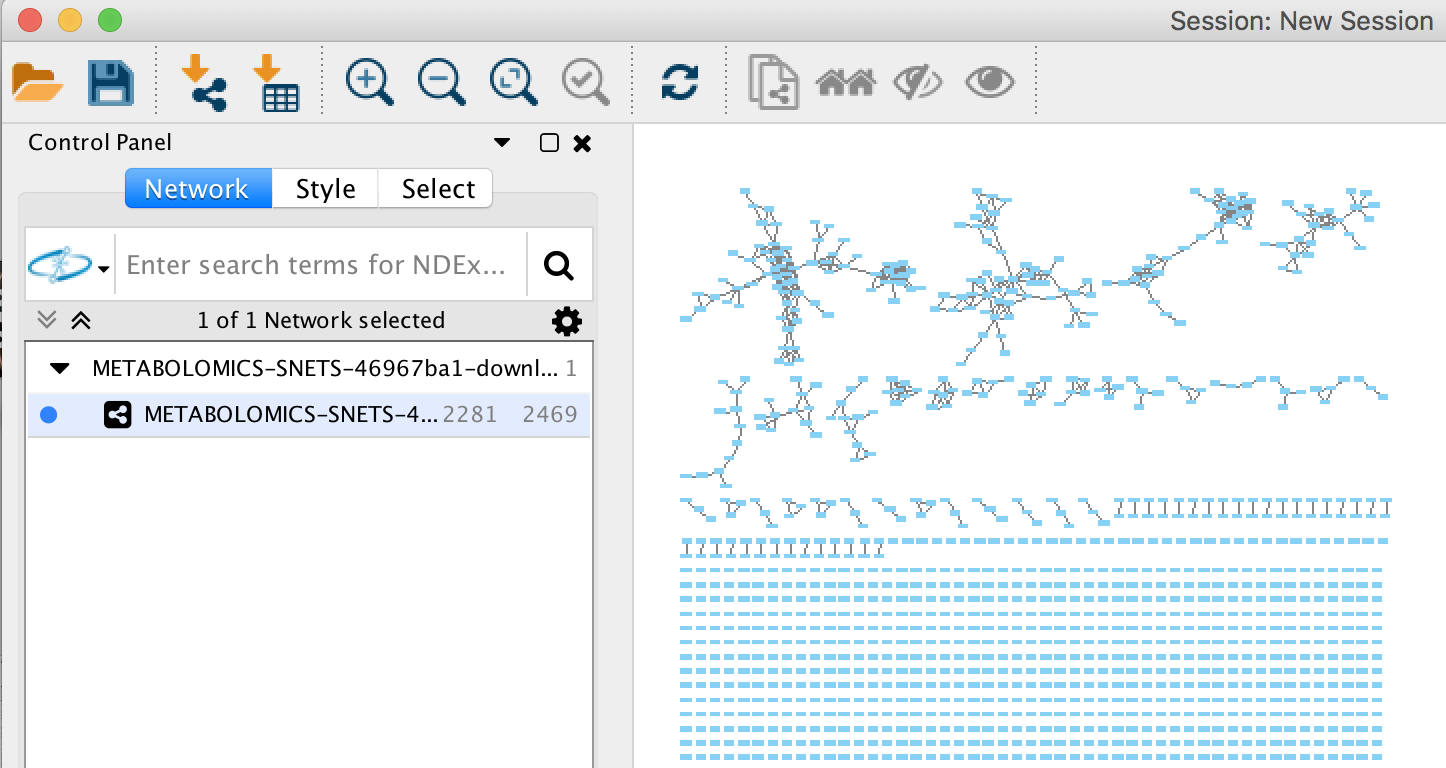 Session: New Session
Control Panel
Network Style Select
Enter search terms for NDEx...
1 of 1 Network selected
METABOLOMICS-SNETS-46967ba1-downl... 1
METABOLOMICS-SNETS-4... 2281 2469